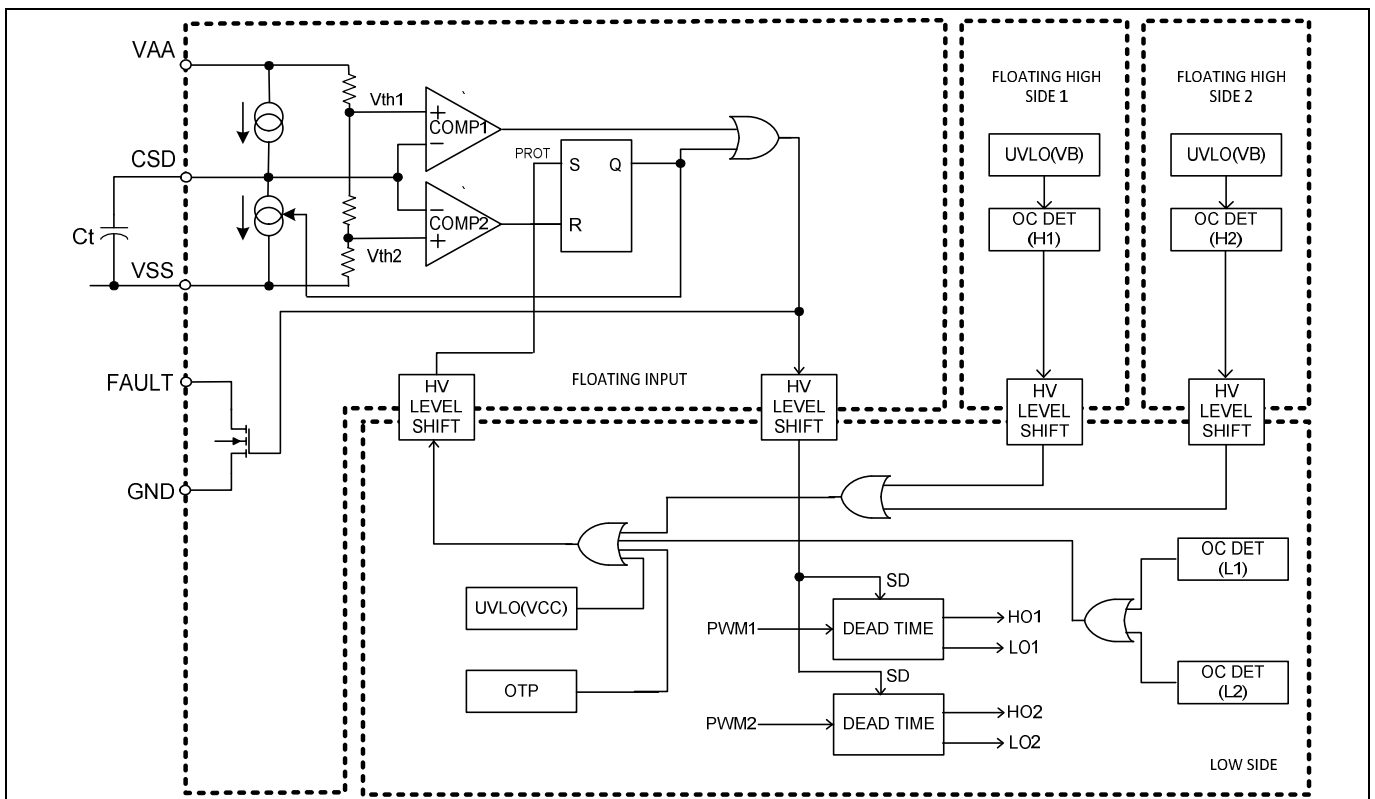 VAA
CSD
Ct
VSS
FAULT
GND
Vth1
COMP1
+
−
COMP2
−
+
Vth2
PROT
S
Q
R
FLOATING HIGH
SIDE 1
UVLO(VB)
OC DET
(H1)
FLOATING HIGH
SIDE 2
UVLO(VB)
OC DET
(H2)
HV
LEVEL
SHIFT
FLOATING INPUT
HV
LEVEL
SHIFT
HV
LEVEL
SHIFT
HV
LEVEL
SHIFT
UVLO(VCC)
OTP
SD
PWM1
DEAD TIME
HO1
LO1
SD
PWM2
DEAD TIME
HO2
LO2
OC DET
(L1)
OC DET
(L2)
LOW SIDE